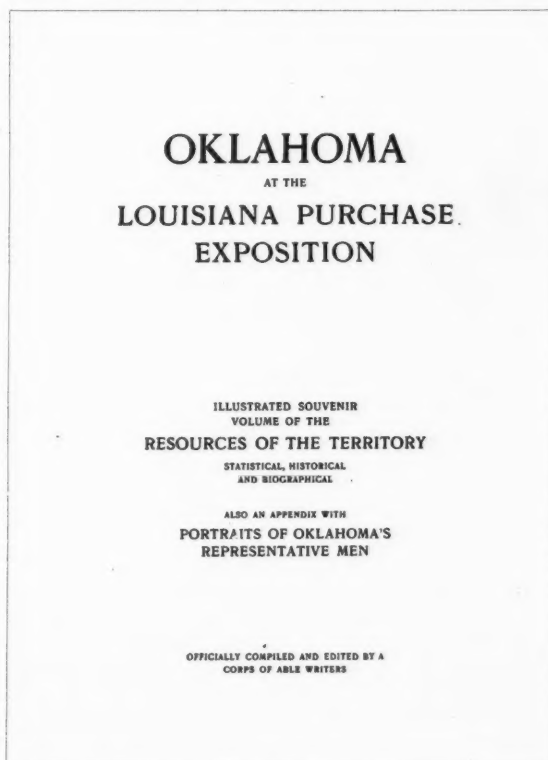 OKLAHOMA
AT THE
LOUISIANA PURCHASE
EXPOSITION
ILLUSTRATED SOUVENIR
VOLUME OF THE
RESOURCES OF THE TERRITORY
STATISTICAL, HISTORICAL
AND BIOGRAPHICAL
ALSO AN APPENDIX WITH
PORTRAITS OF OKLAHOMA'S
REPRESENTATIVE MEN
OFFICIALLY COMPILED AND EDITED BY A
CORPS OF ABLE WRITERS